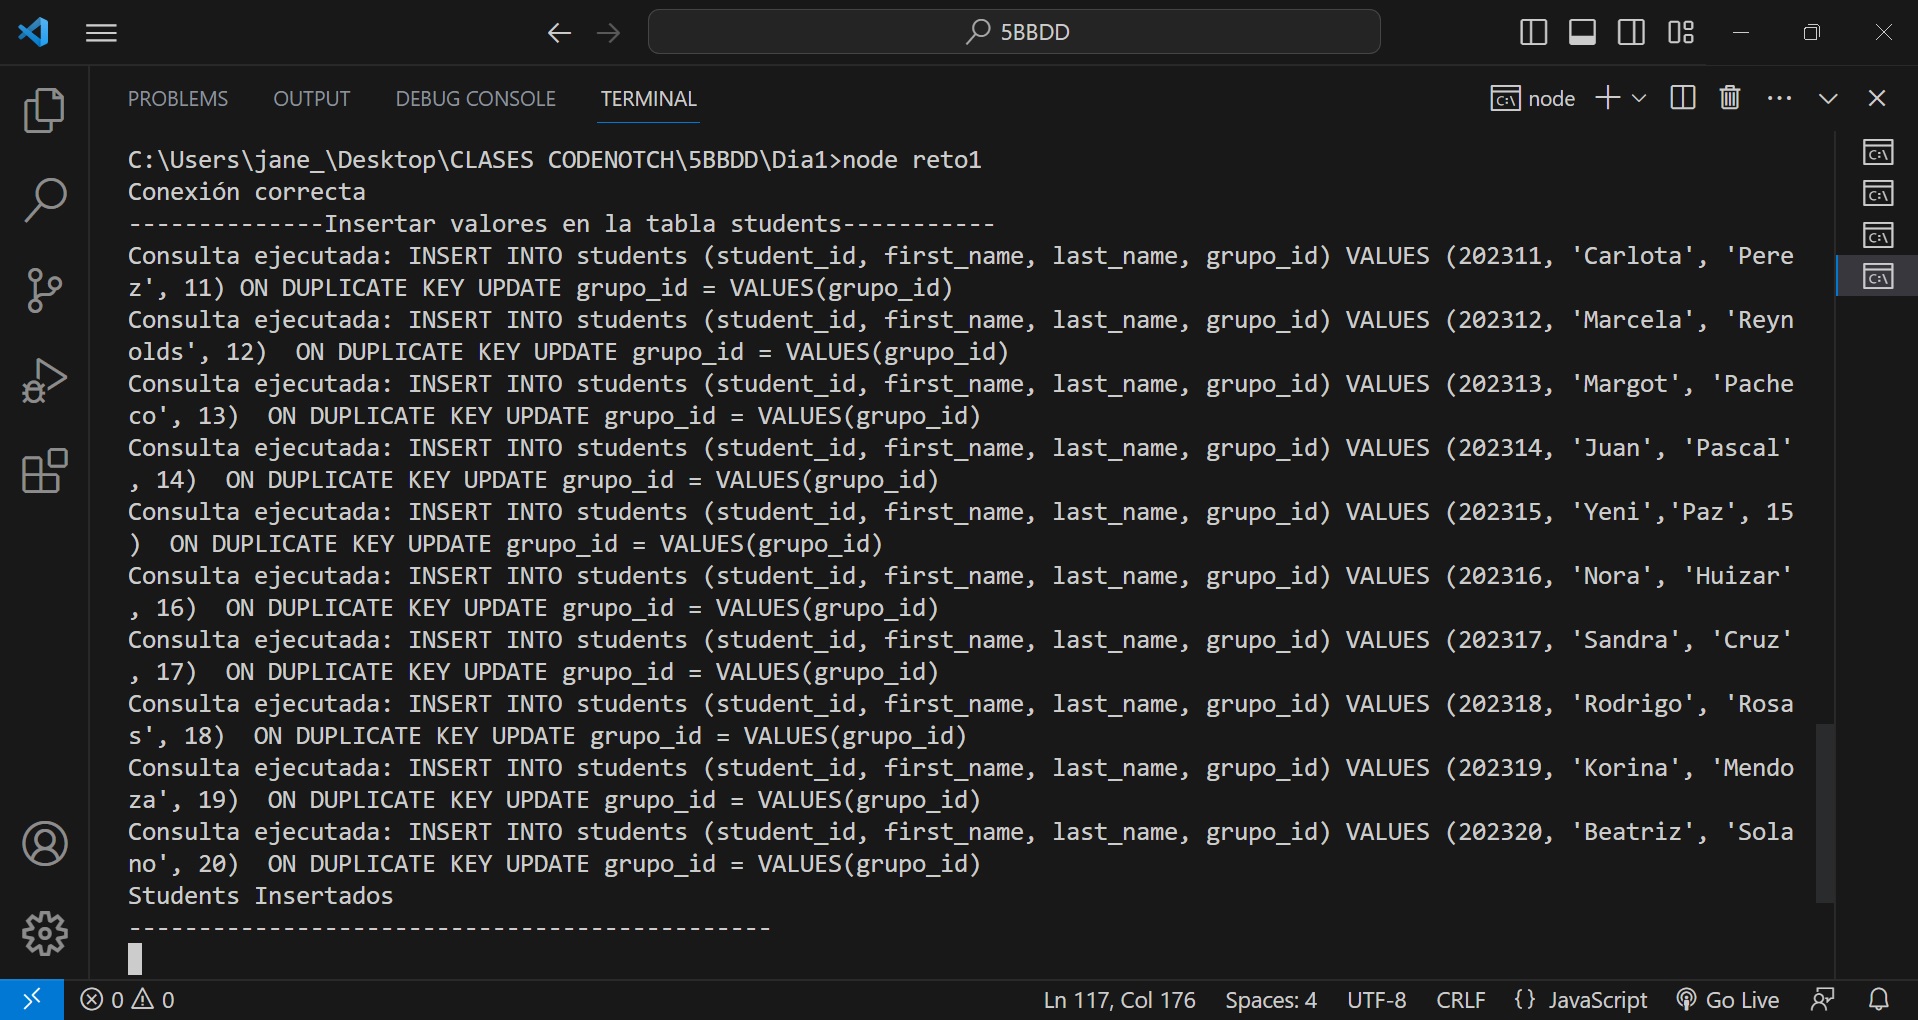 5BBDD
PROBLEMS OUTPUT DEBUG CONSOLE TERMINAL node
C:\Users\jane_\Desktop\CLASES CODENOTCH\5BBDD\Dia1>node reto1
Conexión correcta
--------------Insertar valores en la tabla students-----------
Consulta ejecutada: INSERT INTO students (student_id, first_name, last_name, grupo_id) VALUES (202311, 'Carlota', 'Pere
z', 11) ON DUPLICATE KEY UPDATE grupo_id = VALUES(grupo_id)
Consulta ejecutada: INSERT INTO students (student_id, first_name, last_name, grupo_id) VALUES (202312, 'Marcela', 'Reyn
olds', 12)  ON DUPLICATE KEY UPDATE grupo_id = VALUES(grupo_id)
Consulta ejecutada: INSERT INTO students (student_id, first_name, last_name, grupo_id) VALUES (202313, 'Margot', 'Pache
co', 13)  ON DUPLICATE KEY UPDATE grupo_id = VALUES(grupo_id)
Consulta ejecutada: INSERT INTO students (student_id, first_name, last_name, grupo_id) VALUES (202314, 'Juan', 'Pascal'
, 14)  ON DUPLICATE KEY UPDATE grupo_id = VALUES(grupo_id)
Consulta ejecutada: INSERT INTO students (student_id, first_name, last_name, grupo_id) VALUES (202315, 'Yeni','Paz', 15
)  ON DUPLICATE KEY UPDATE grupo_id = VALUES(grupo_id)
Consulta ejecutada: INSERT INTO students (student_id, first_name, last_name, grupo_id) VALUES (202316, 'Nora', 'Huizar'
, 16)  ON DUPLICATE KEY UPDATE grupo_id = VALUES(grupo_id)
Consulta ejecutada: INSERT INTO students (student_id, first_name, last_name, grupo_id) VALUES (202317, 'Sandra', 'Cruz'
, 17)  ON DUPLICATE KEY UPDATE grupo_id = VALUES(grupo_id)
Consulta ejecutada: INSERT INTO students (student_id, first_name, last_name, grupo_id) VALUES (202318, 'Rodrigo', 'Rosa
s', 18)  ON DUPLICATE KEY UPDATE grupo_id = VALUES(grupo_id)
Consulta ejecutada: INSERT INTO students (student_id, first_name, last_name, grupo_id) VALUES (202319, 'Korina', 'Mendo
za', 19)  ON DUPLICATE KEY UPDATE grupo_id = VALUES(grupo_id)
Consulta ejecutada: INSERT INTO students (student_id, first_name, last_name, grupo_id) VALUES (202320, 'Beatriz', 'Sola
no', 20)  ON DUPLICATE KEY UPDATE grupo_id = VALUES(grupo_id)
Students Insertados
----------------------------------------------
0 0 Ln 117, Col 176 Spaces: 4 UTF-8 CRLF {} JavaScript Go Live